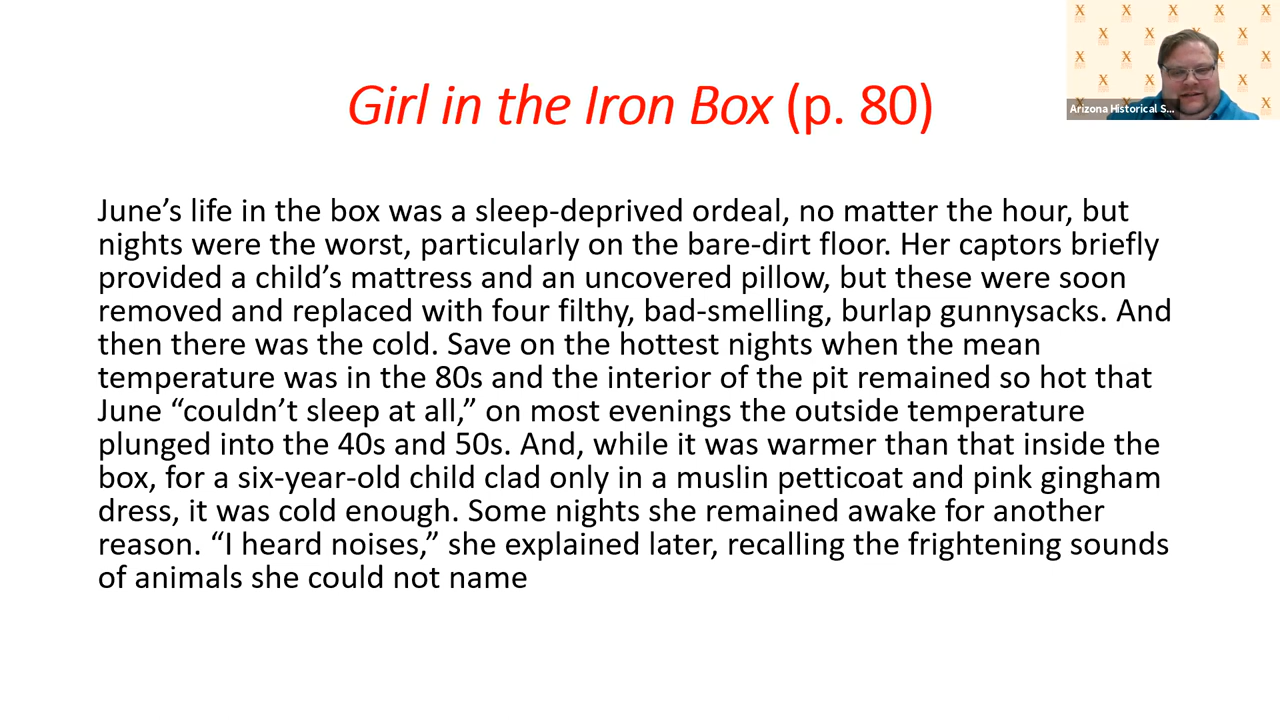 Girl in the Iron Box (p. 80)
Arizona Historical S...
June’s life in the box was a sleep-deprived ordeal, no matter the hour, but
nights were the worst, particularly on the bare-dirt floor. Her captors briefly
provided a child’s mattress and an uncovered pillow, but these were soon
removed and replaced with four filthy, bad-smelling, burlap gunnysacks. And
then there was the cold. Save on the hottest nights when the mean
temperature was in the 80s and the interior of the pit remained so hot that
June “couldn’t sleep at all,” on most evenings the outside temperature
plunged into the 40s and 50s. And, while it was warmer than that inside the
box, for a six-year-old child clad only in a muslin petticoat and pink gingham
dress, it was cold enough. Some nights she remained awake for another
reason. “I heard noises,” she explained later, recalling the frightening sounds
of animals she could not name